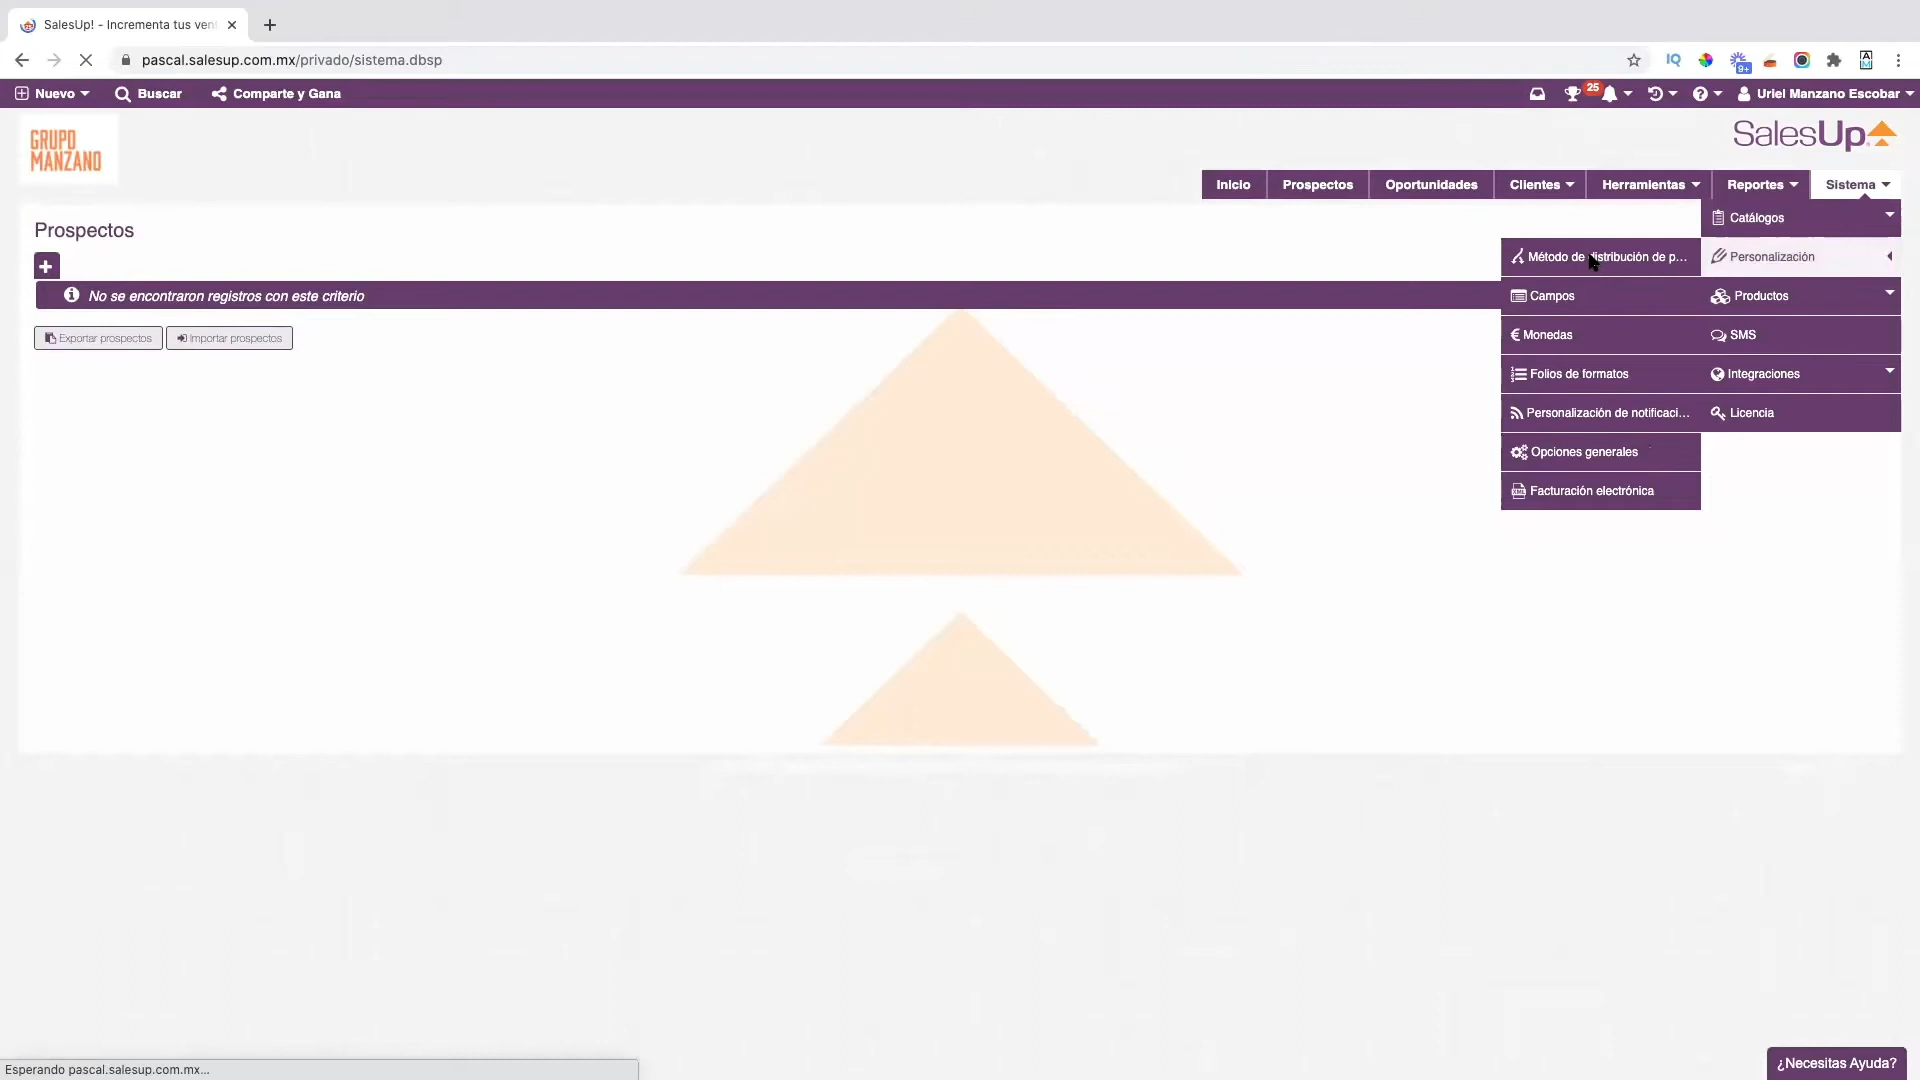 SalesUp! - Incrementa tus ven
pascal.salesup.com.mx/privado/sistema.dbsp
IQ
9+
Nuevo
Buscar
Comparte y Gana
25
Uriel Manzano Escobar
GRUPO
MANZANO
SalesUp
Inicio
Prospectos
Oportunidades
Clientes
Herramientas
Reportes
Sistema
Prospectos
No se encontraron registros con este criterio
Exportar prospectos
Importar prospectos
Catálogos
Método de distribución de p...
Personalización
Campos
Productos
Monedas
SMS
Folios de formatos
Integraciones
Personalización de notificaci...
Licencia
Opciones generales
Facturación electrónica
Esperando pascal.salesup.com.mx...
¿Necesitas Ayuda?